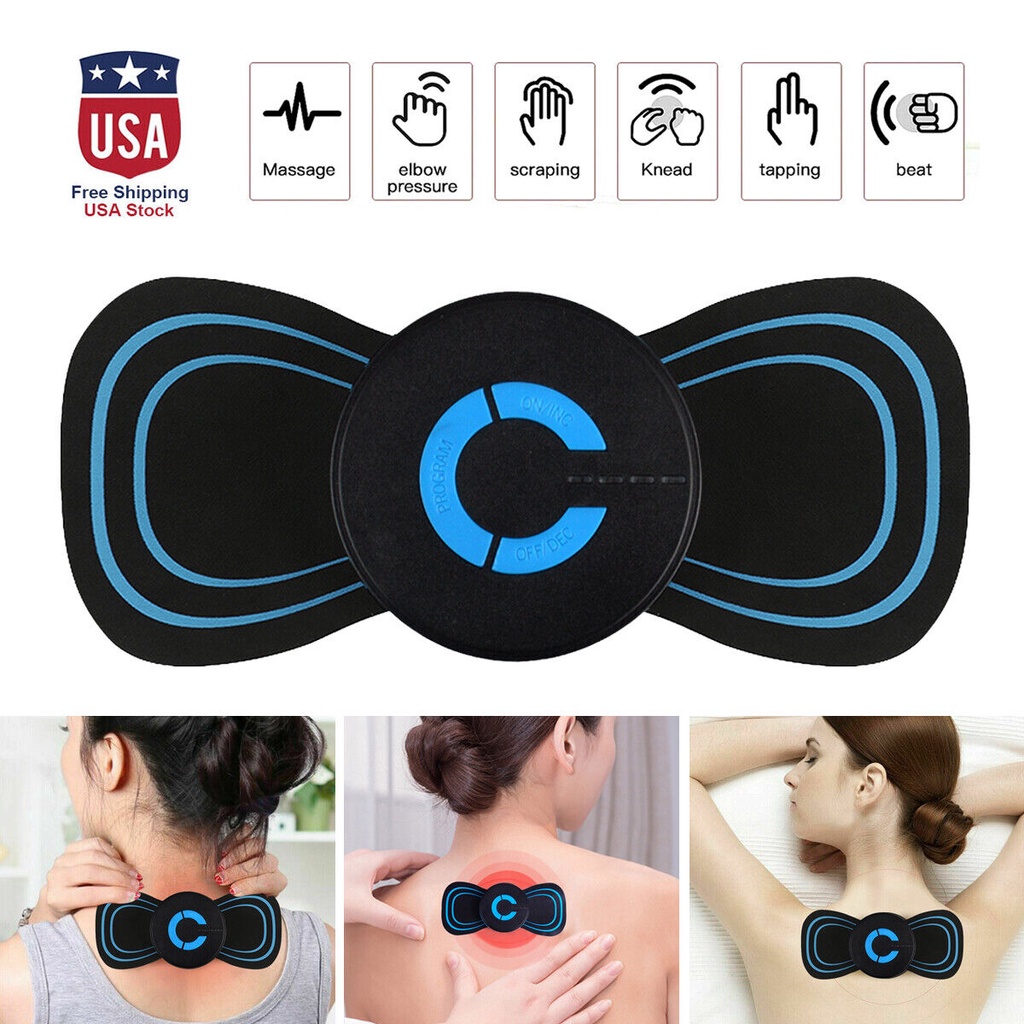 USA
Free Shipping
USA Stock
Massage
elbow
pressure
scraping
Knead
tapping
beat
ON/INC
PROGRAM
OFF/DEC